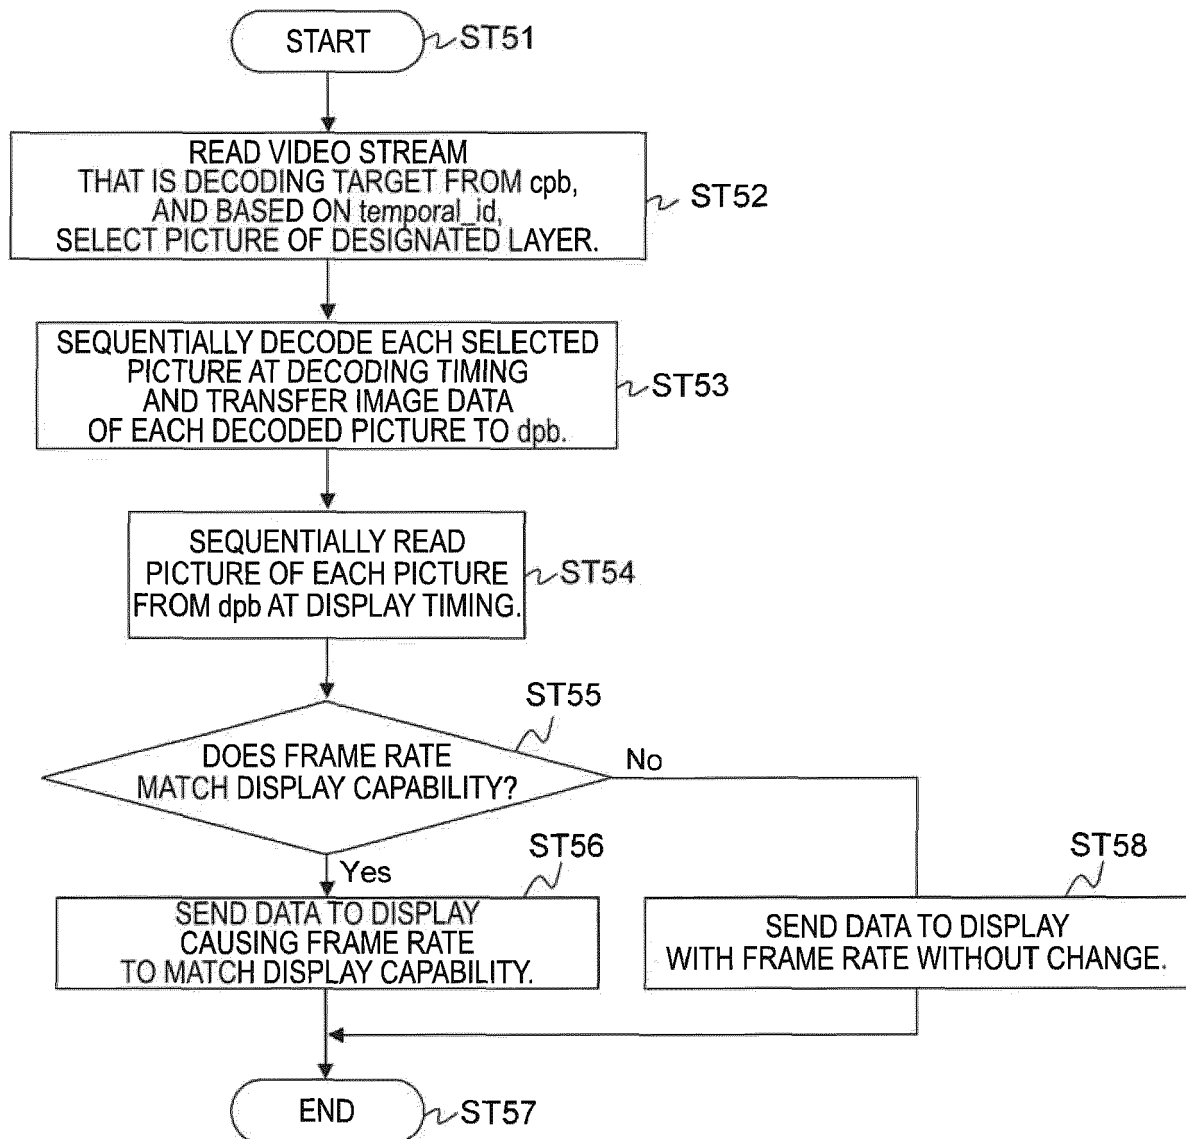 START
ST51
READ VIDEO STREAM
THAT IS DECODING TARGET FROM cpb,
AND BASED ON temporal_id,
SELECT PICTURE OF DESIGNATED LAYER.
ST52
SEQUENTIALLY DECODE EACH SELECTED
PICTURE AT DECODING TIMING
AND TRANSFER IMAGE DATA
OF EACH DECODED PICTURE TO dpb.
ST53
SEQUENTIALLY READ
PICTURE OF EACH PICTURE
FROM dpb AT DISPLAY TIMING.
ST54
ST55
DOES FRAME RATE
MATCH DISPLAY CAPABILITY?
No
Yes
ST56
SEND DATA TO DISPLAY
CAUSING FRAME RATE
TO MATCH DISPLAY CAPABILITY.
ST58
SEND DATA TO DISPLAY
WITH FRAME RATE WITHOUT CHANGE.
END
ST57